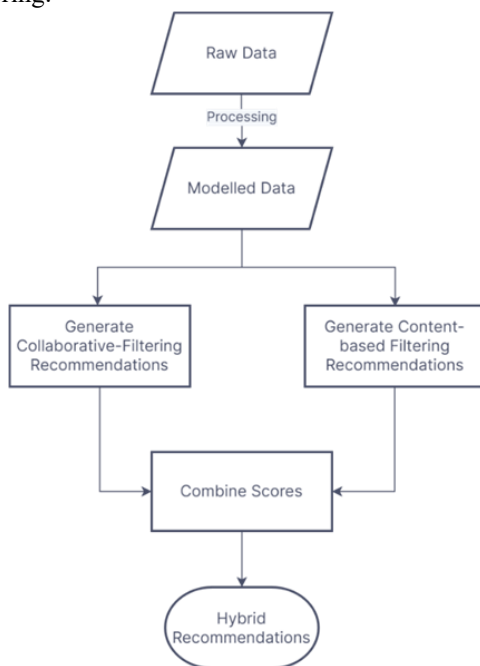 ring.
Raw Data
Processing
Modelled Data
Generate
Collaborative-Filtering
Recommendations
Generate Content-
based Filtering
Recommendations
Combine Scores
Hybrid
Recommendations